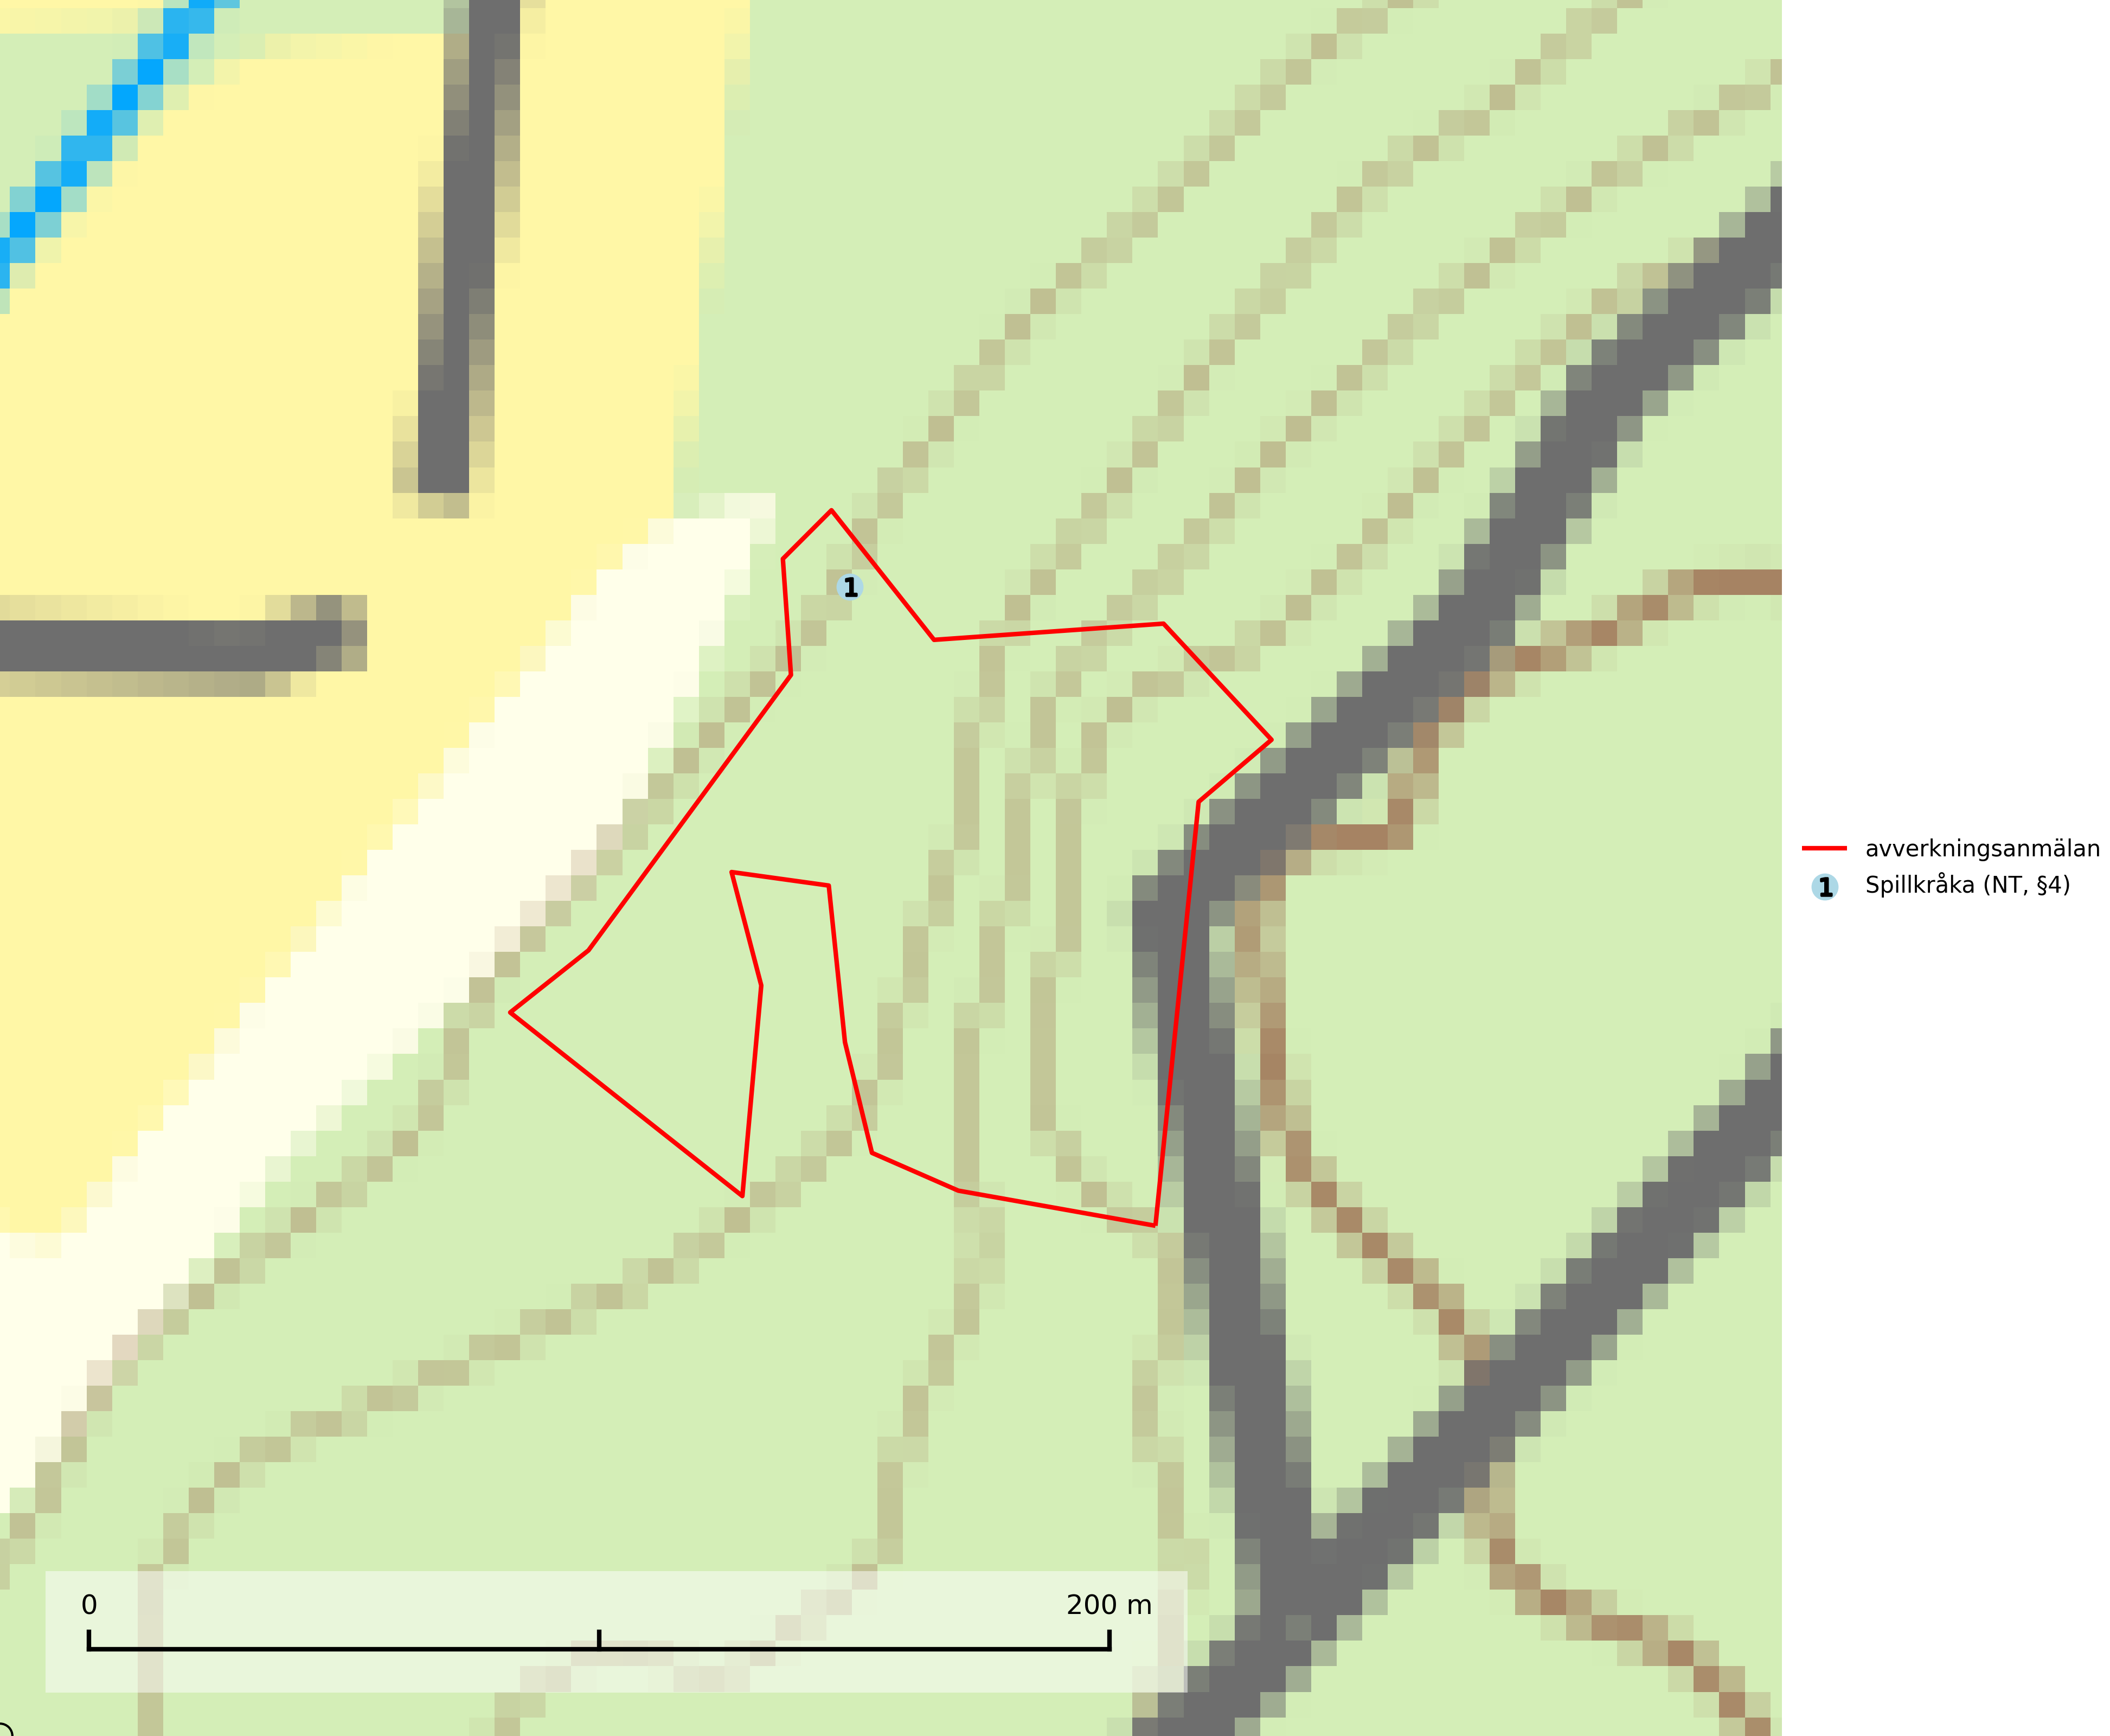 1
avverkningsanmälan
1 Spillkråka (NT, §4)
0 200 m